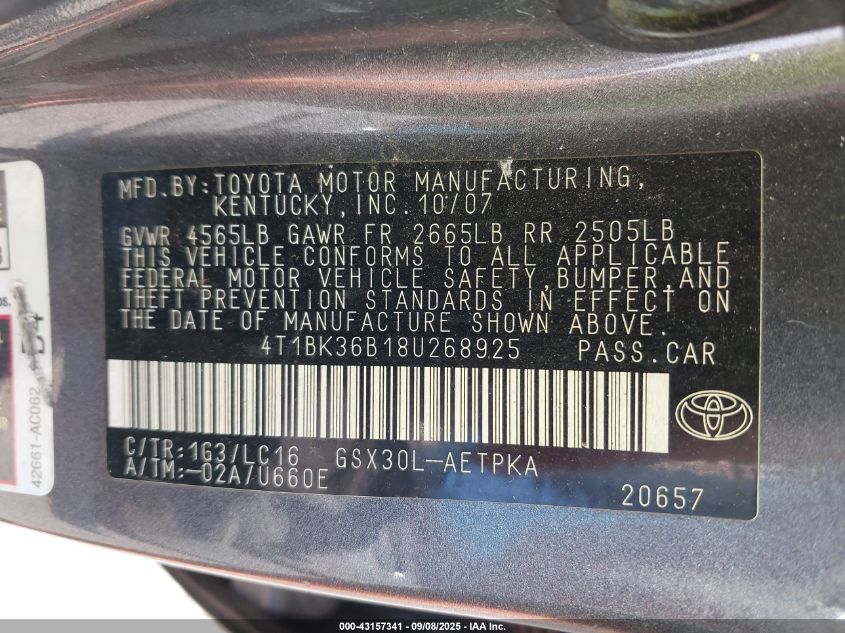 MFD. BY: TOYOTA MOTOR MANUFACTURING,
KENTUCKY, INC. 10/07
GVWR 4565LB GAWR FR 2665LB RR 2505LB
THIS VEHICLE CONFORMS TO ALL APPLICABLE
FEDERAL MOTOR VEHICLE SAFETY, BUMPER, AND
THEFT PREVENTION STANDARDS IN EFFECT ON
THE DATE OF MANUFACTURE SHOWN ABOVE.
4T1BK36B18U268925 PASS. CAR
C/TR: 1G3/LC16 GSX30L-AETPKA
A/TM: -02A/U660E
20657
42661-AC062
B4
000-43157341 - 09/08/2025 - IAA Inc.